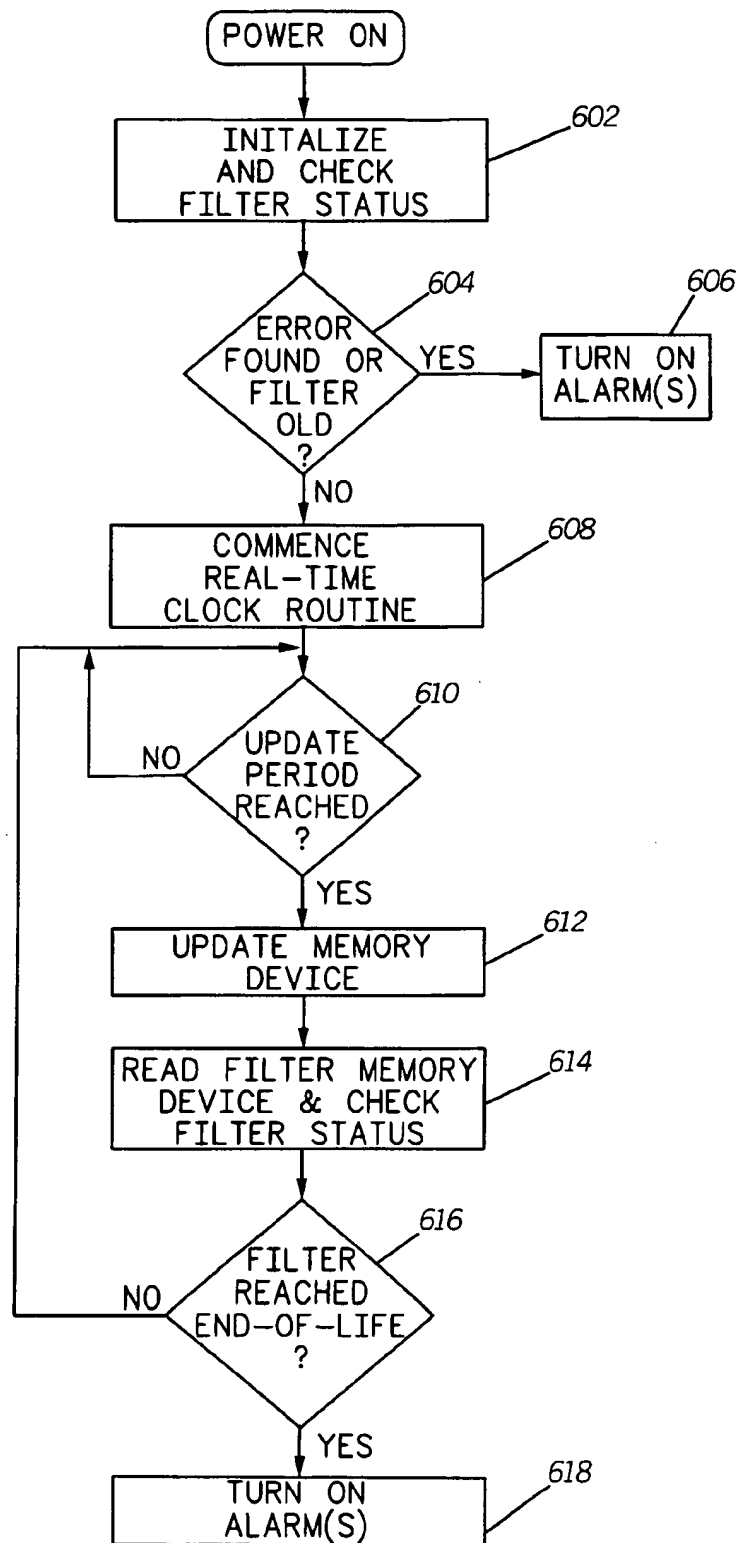 POWER ON
602
INITALIZE
AND CHECK
FILTER STATUS
604
ERROR
FOUND OR
FILTER
OLD
?
YES
606
TURN ON
ALARM(S)
NO
608
COMMENCE
REAL-TIME
CLOCK ROUTINE
610
NO
UPDATE
PERIOD
REACHED
?
YES
612
UPDATE MEMORY
DEVICE
614
READ FILTER MEMORY
DEVICE & CHECK
FILTER STATUS
616
FILTER
REACHED
END-OF-LIFE
?
NO
YES
618
TURN ON
ALARM(S)